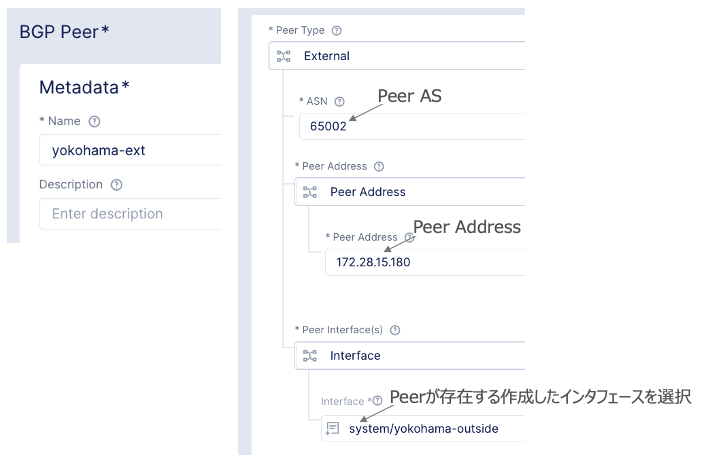 BGP Peer*
Metadata*
* Name
yokohama-ext
Description
Enter description
* Peer Type
External
Peer AS
* ASN
65002
* Peer Address
Peer Address
Peer Address
* Peer Address
172.28.15.180
* Peer Interface(s)
Interface
Peerが存在する作成したインタフェースを選択
Interface *
system/yokohama-outside